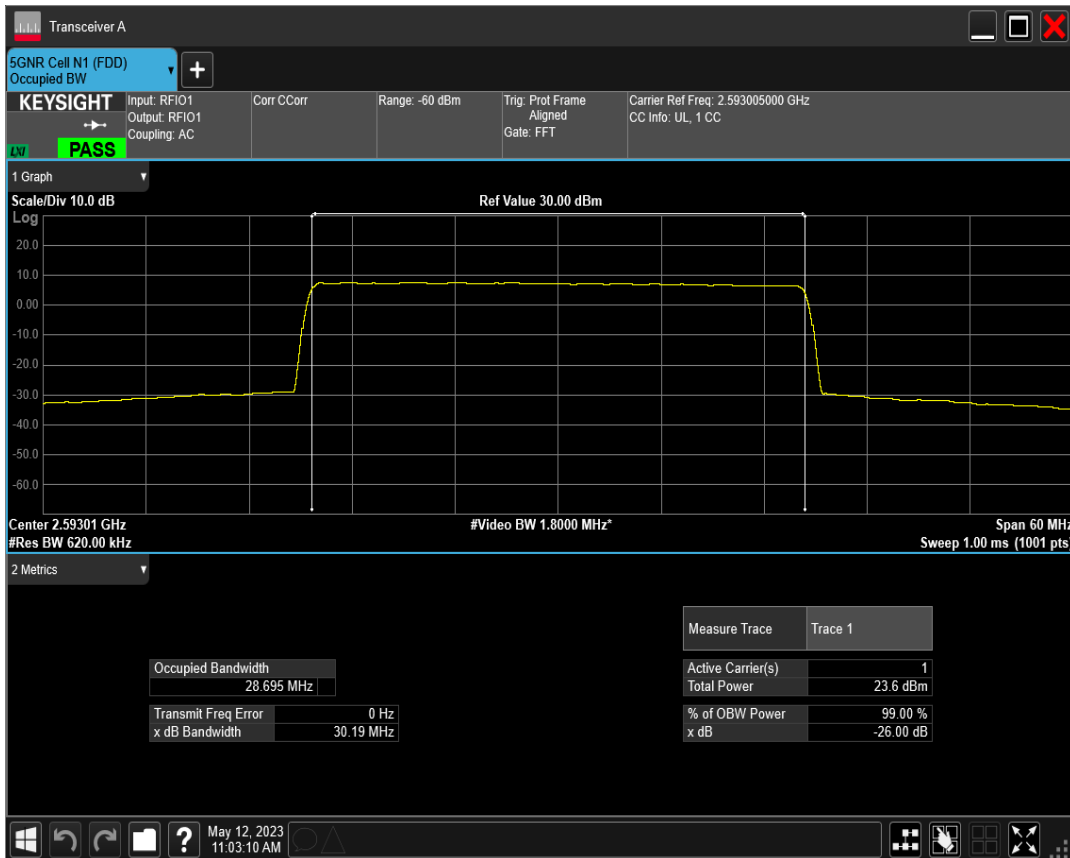 Transceiver A
5GNR Cell N1 (FDD)
Occupied BW
+
KEYSIGHT
LXI
PASS
Input: RFIO1
Output: RFIO1
Coupling: AC
Corr CCorr
Range: -60 dBm
Trig: Prot Frame
Aligned
Gate: FFT
Carrier Ref Freq: 2.593005000 GHz
CC Info: UL, 1 CC
1 Graph
Scale/Div 10.0 dB
Ref Value 30.00 dBm
Log
20.0
10.0
0.00
-10.0
-20.0
-30.0
-40.0
-50.0
-60.0
Center 2.59301 GHz
#Video BW 1.8000 MHz*
Span 60 MHz
#Res BW 620.00 kHz
Sweep 1.00 ms (1001 pts)
2 Metrics
Measure Trace Trace 1
Occupied Bandwidth
28.695 MHz
Active Carrier(s) 1
Total Power 23.6 dBm
Transmit Freq Error 0 Hz
x dB Bandwidth 30.19 MHz
% of OBW Power 99.00 %
x dB -26.00 dB
?
May 12, 2023
11:03:10 AM